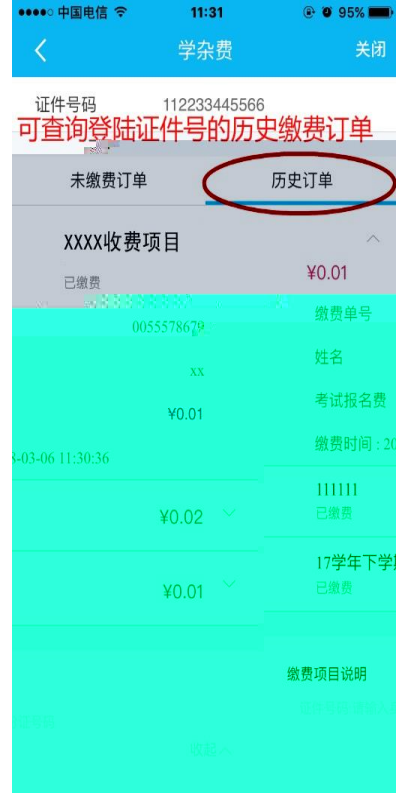 中国电信 11:31 95%
学杂费 关闭
证件号码 112233445566
可查询登陆证件号的历史缴费订单
未缴费订单 历史订单
XXXX收费项目
已缴费 ¥0.01
缴费单号
0055578679
姓名
xx
考试报名费
¥0.01
缴费时间 : 20
-03-06 11:30:36
111111
已缴费
¥0.02
17学年下学
已缴费
¥0.01
缴费项目说明
收起